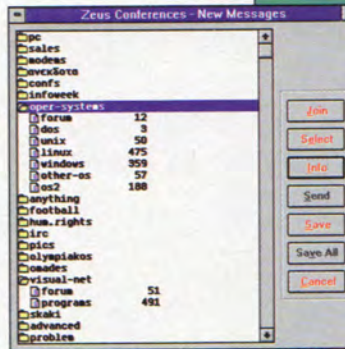 Zeus Conferences - New Messages
pc
sales
modems
ανεκδοτα
confs
infoweek
oper-systems
forum 12
dos 3
unix 50
linux 475
windows 359
other-os 57
os2 188
anything
football
hum.rights
irc
pics
olympiakos
omades
visual-net
forum 51
programs 491
skaki
advanced
problem
Join
Select
Info
Send
Save
Save All
Cancel